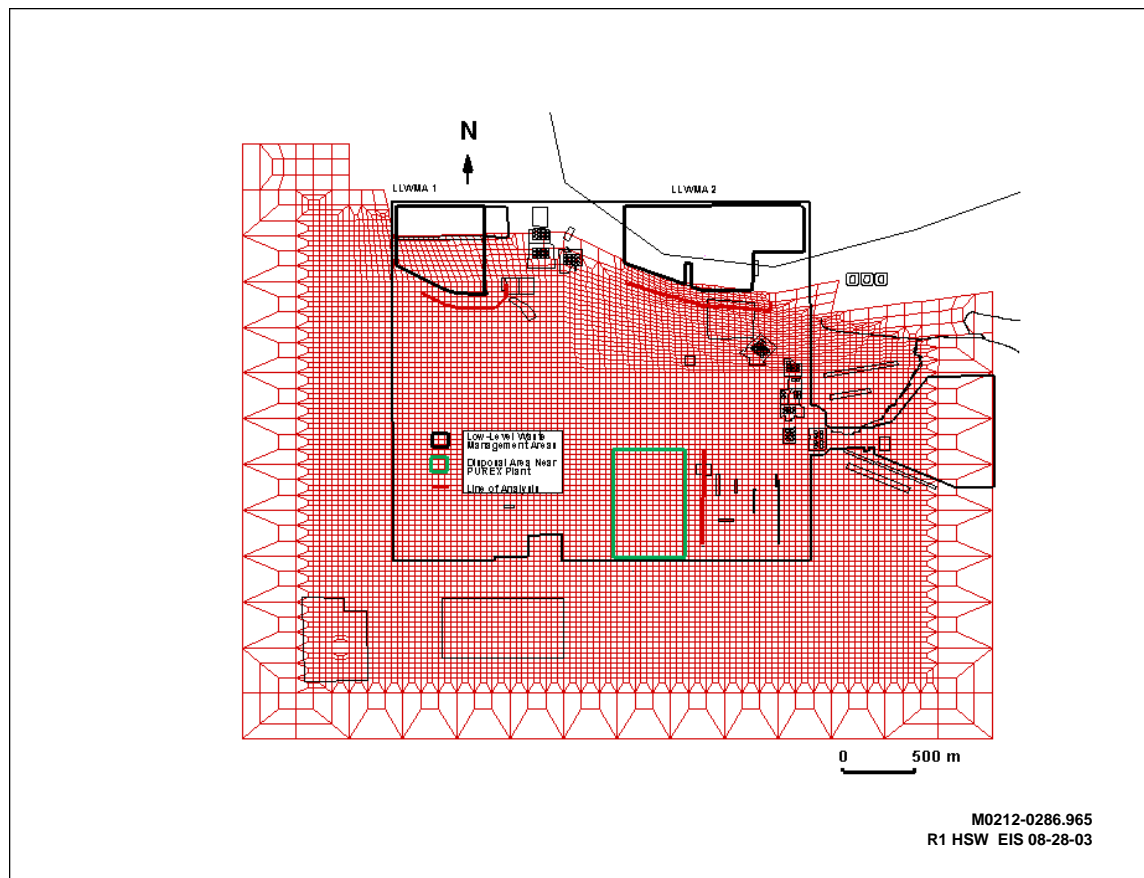 N
LLWMA 1
LLWMA 2
Low-Level Waste
Management Areas
Disposal Area Near
PUREX Plant
Line of Analysis
0 500 m
M0212-0286.965
R1 HSW EIS 08-28-03